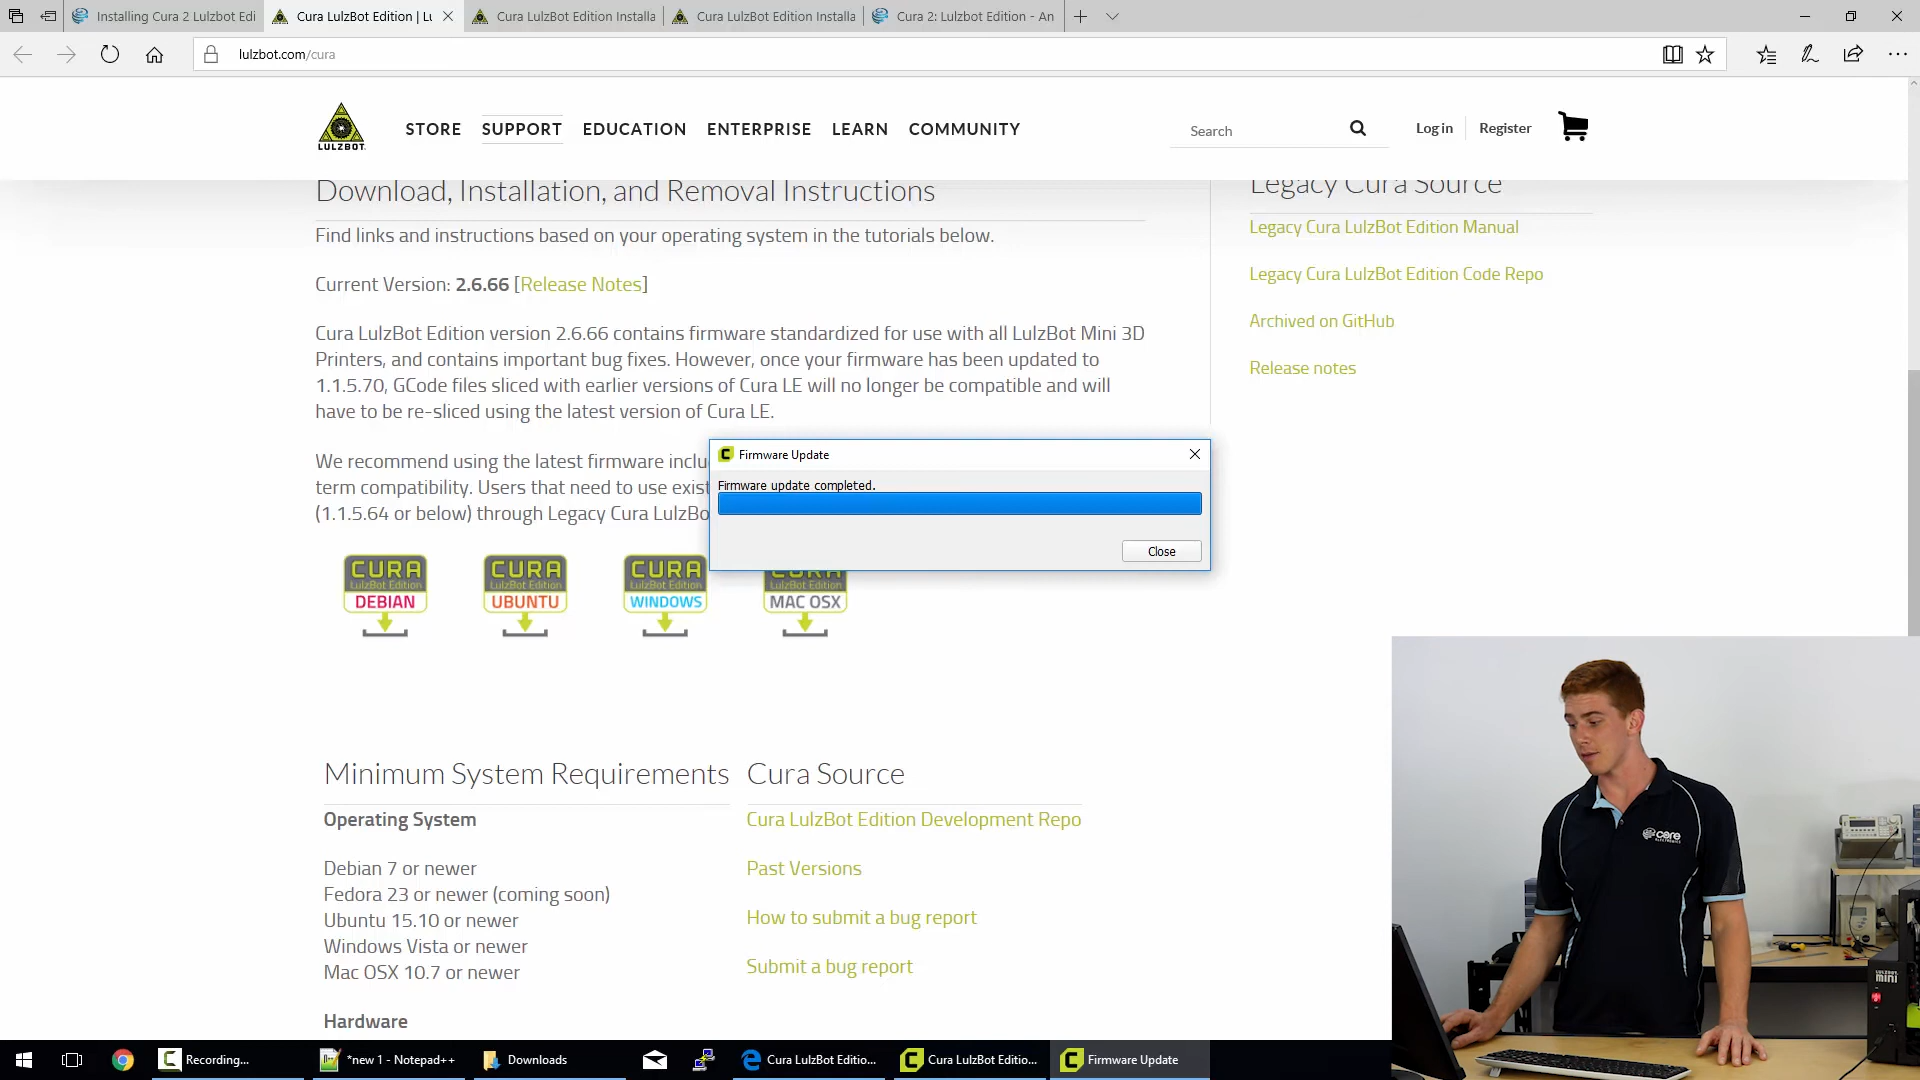 Installing Cura 2 Lulzbot Edi
Cura LulzBot Edition | Lu
Cura LulzBot Edition Installa
Cura LulzBot Edition Installa
Cura 2: Lulzbot Edition - An
lulzbot.com/cura
LULZBOT
STORE
SUPPORT
EDUCATION
ENTERPRISE
LEARN
COMMUNITY
Search
Log in
Register
Download, Installation, and Removal Instructions
Find links and instructions based on your operating system in the tutorials below.
Current Version: 2.6.66 [Release Notes]
Cura LulzBot Edition version 2.6.66 contains firmware standardized for use with all LulzBot Mini 3D
Printers, and contains important bug fixes. However, once your firmware has been updated to
1.1.5.70, GCode files sliced with earlier versions of Cura LE will no longer be compatible and will
have to be re-sliced using the latest version of Cura LE.
We recommend using the latest firmware inclu
term compatibility. Users that need to use exist
(1.1.5.64 or below) through Legacy Cura LulzBo
Legacy Cura Source
Legacy Cura LulzBot Edition Manual
Legacy Cura LulzBot Edition Code Repo
Archived on GitHub
Release notes
Firmware Update
Firmware update completed.
Close
CURA
LulzBot Edition
DEBIAN
CURA
LulzBot Edition
UBUNTU
CURA
LulzBot Edition
WINDOWS
CURA
LulzBot Edition
MAC OSX
Minimum System Requirements
Operating System
Debian 7 or newer
Fedora 23 or newer (coming soon)
Ubuntu 15.10 or newer
Windows Vista or newer
Mac OSX 10.7 or newer
Hardware
Cura Source
Cura LulzBot Edition Development Repo
Past Versions
How to submit a bug report
Submit a bug report
core
ELECTRONICS
LULZBOT
mini
Recording...
*new 1 - Notepad++
Downloads
Cura LulzBot Editio...
Cura LulzBot Editio...
Firmware Update